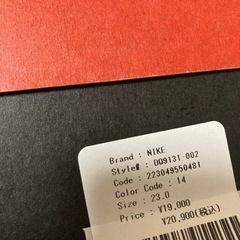 Brand : NIKE
Style# : DQ9131-002
Code : 223049550481
Color Code : 14
Size : 23.0
Price : ¥19,000
¥20,900(税込)